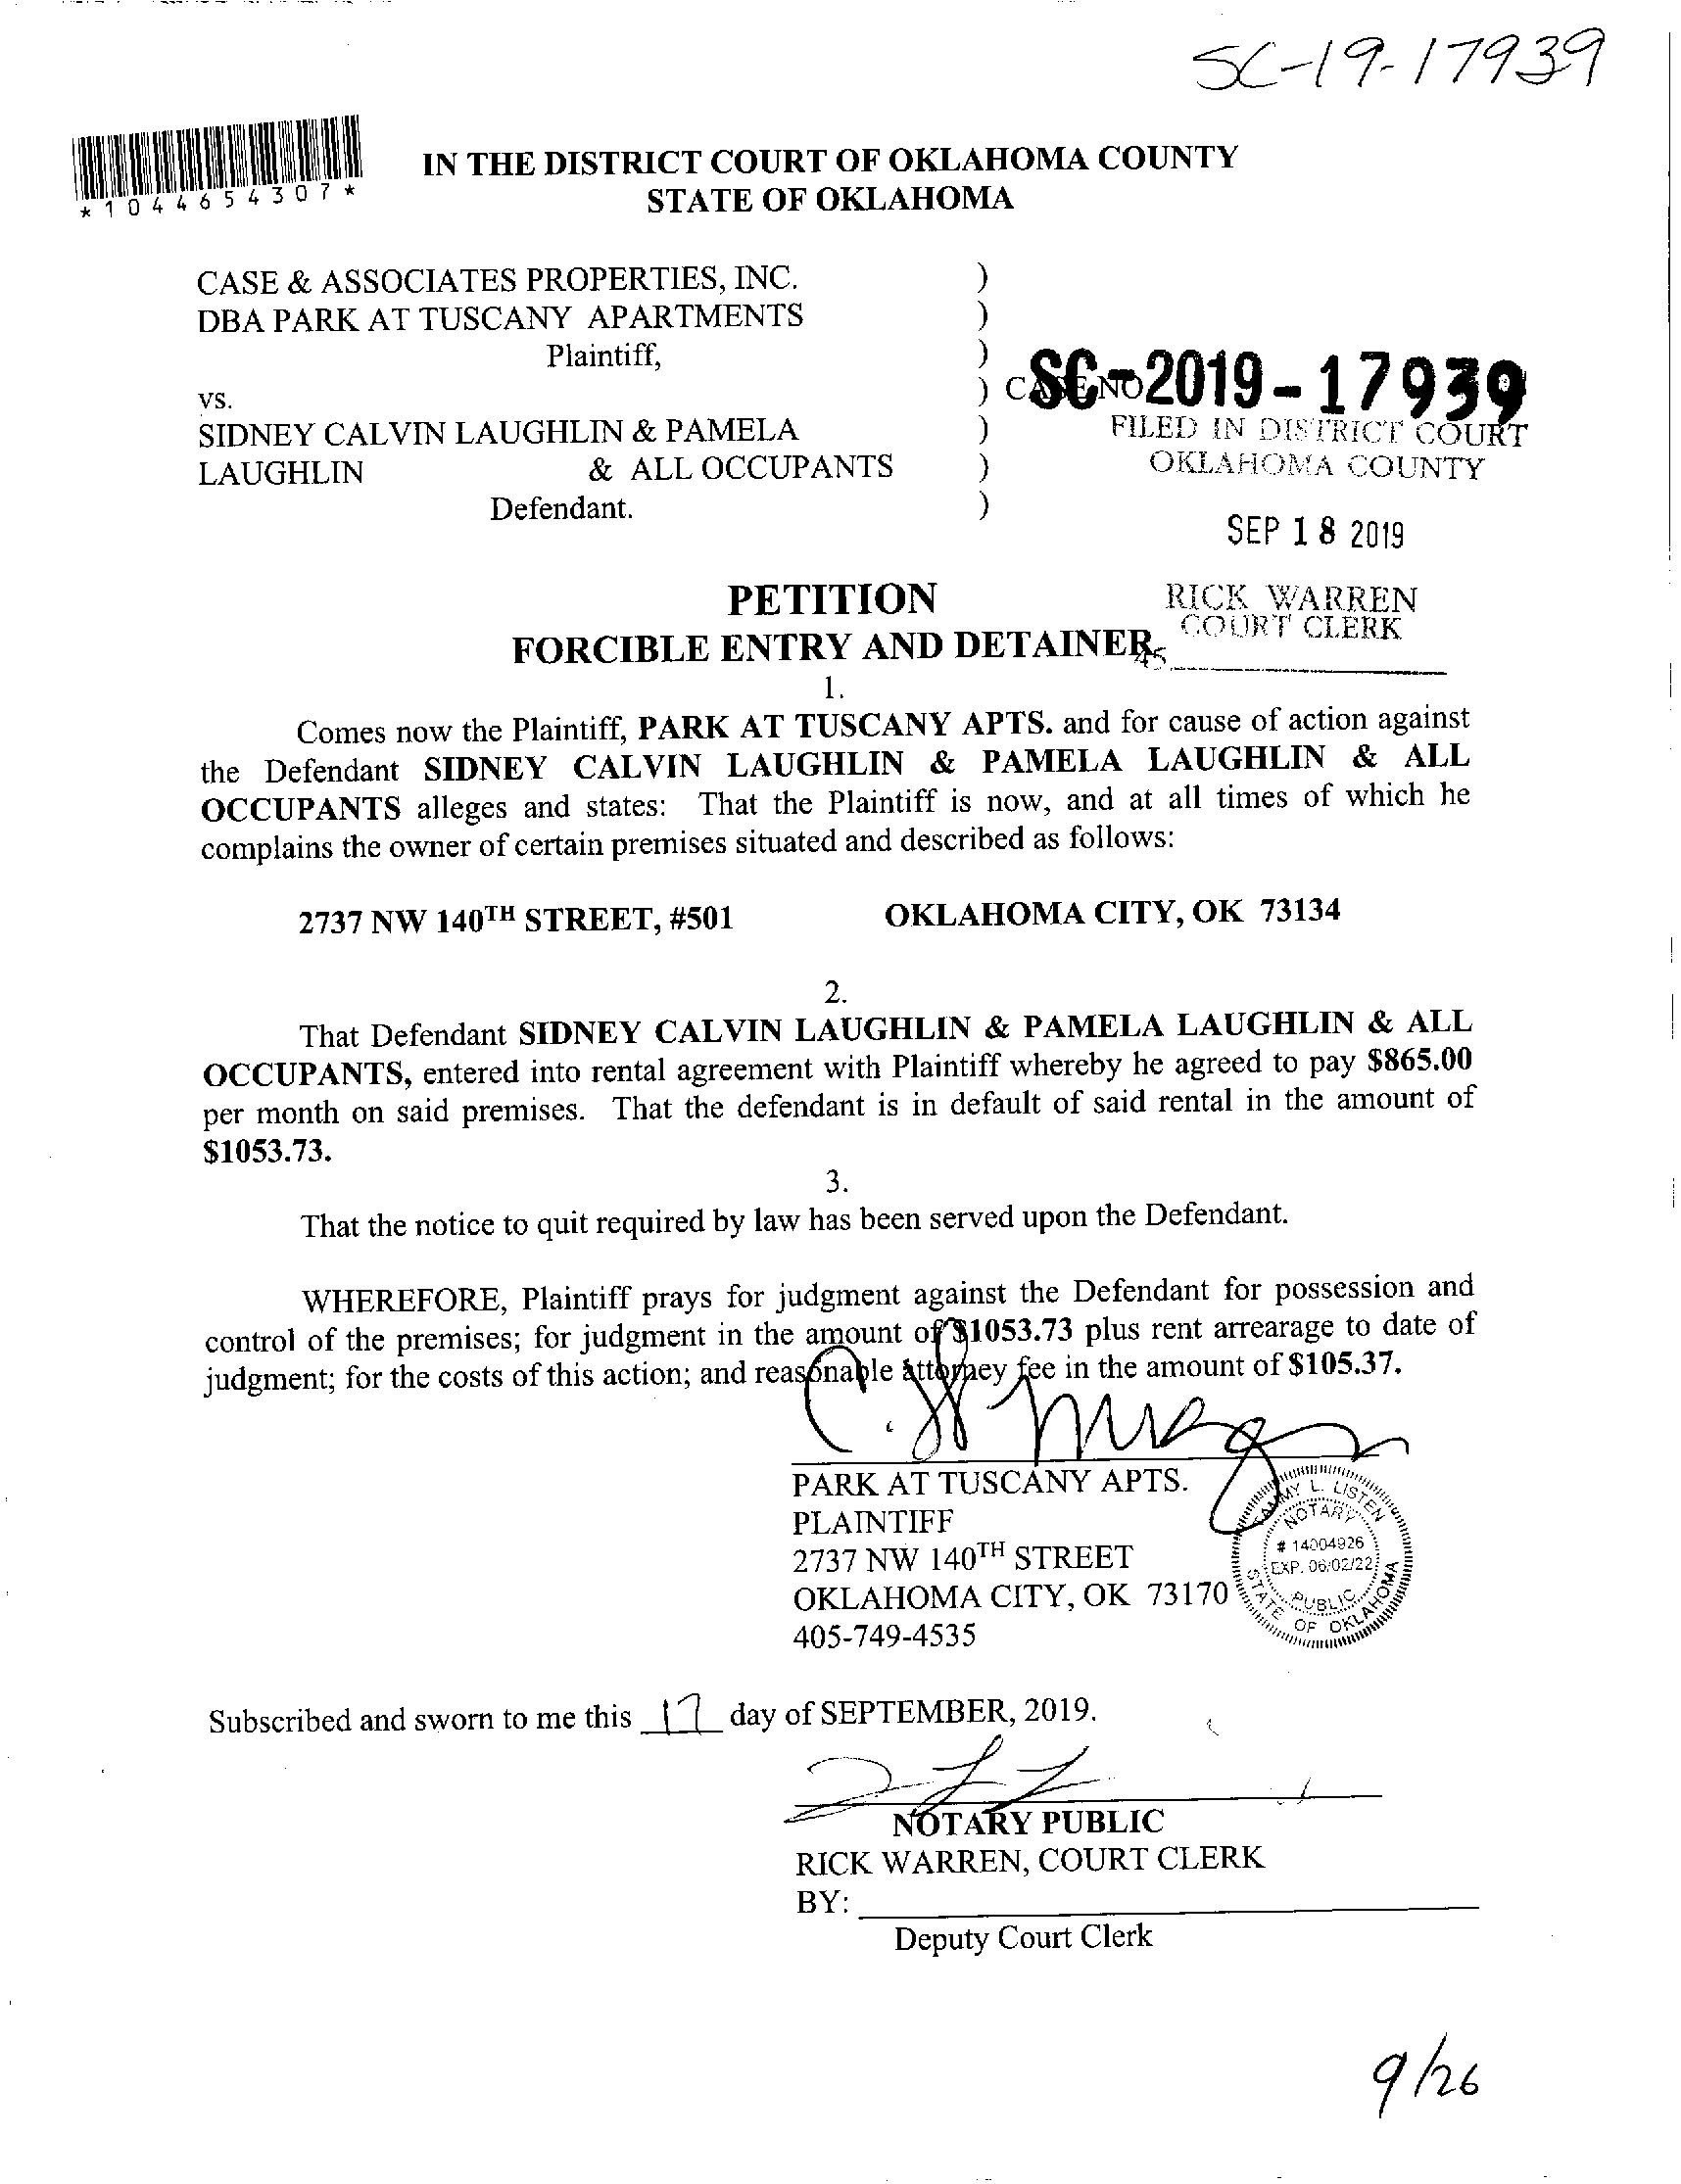 SC-19-17939
*1044654307*
IN THE DISTRICT COURT OF OKLAHOMA COUNTY
STATE OF OKLAHOMA
CASE & ASSOCIATES PROPERTIES, INC. )
DBA PARK AT TUSCANY APARTMENTS )
Plaintiff, )
) CASE NO SC-2019-17939
vs.
SIDNEY CALVIN LAUGHLIN & PAMELA )
LAUGHLIN & ALL OCCUPANTS )
Defendant. )
FILED IN DISTRICT COURT
OKLAHOMA COUNTY
SEP 18 2019
RICK WARREN
COURT CLERK
45
PETITION
FORCIBLE ENTRY AND DETAINER
1.
Comes now the Plaintiff, PARK AT TUSCANY APTS. and for cause of action against
the Defendant SIDNEY CALVIN LAUGHLIN & PAMELA LAUGHLIN & ALL
OCCUPANTS alleges and states: That the Plaintiff is now, and at all times of which he
complains the owner of certain premises situated and described as follows:
2737 NW 140TH STREET, #501 OKLAHOMA CITY, OK 73134
2.
That Defendant SIDNEY CALVIN LAUGHLIN & PAMELA LAUGHLIN & ALL
OCCUPANTS, entered into rental agreement with Plaintiff whereby he agreed to pay $865.00
per month on said premises. That the defendant is in default of said rental in the amount of
$1053.73.
3.
That the notice to quit required by law has been served upon the Defendant.
WHEREFORE, Plaintiff prays for judgment against the Defendant for possession and
control of the premises; for judgment in the amount of $1053.73 plus rent arrearage to date of
judgment; for the costs of this action; and reasonable attorney fee in the amount of $105.37.
PARK AT TUSCANY APTS.
PLAINTIFF
2737 NW 140TH STREET
OKLAHOMA CITY, OK 73170
405-749-4535
L. LISTEN
NOTARY
# 14004926
EXP. 06/02/22
PUBLIC
STATE OF OKLAHOMA
Subscribed and sworn to me this 17 day of SEPTEMBER, 2019.
NOTARY PUBLIC
RICK WARREN, COURT CLERK
BY:
Deputy Court Clerk
9/26